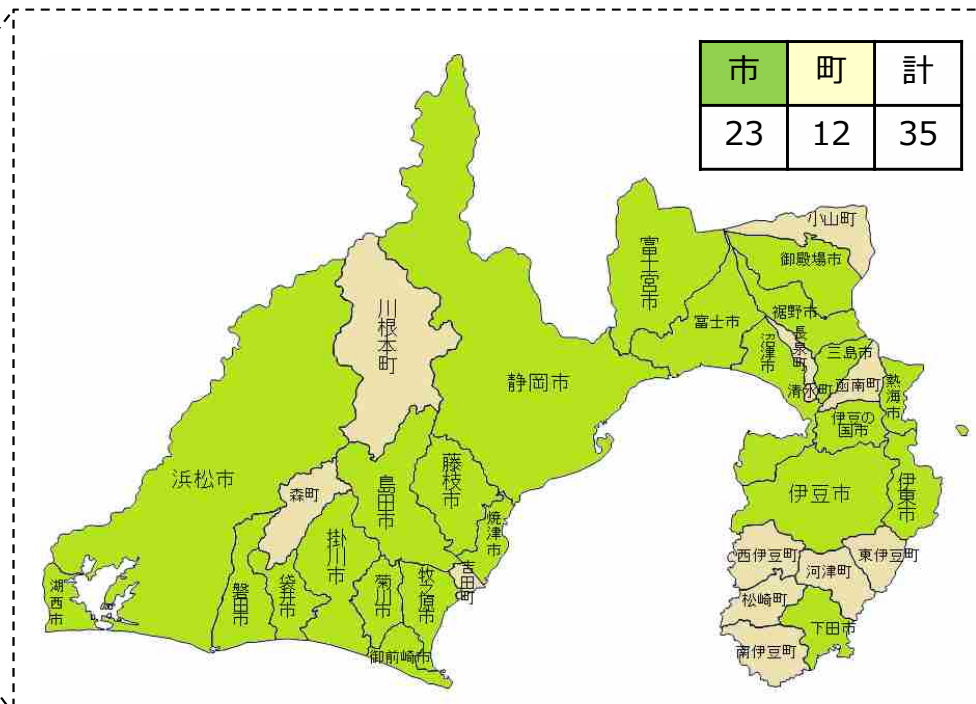 市 町 計
23 12 35
小山町
富士宮市
御殿場市
川根本町
裾野市
富士市
長泉町
沼津市
三島市
静岡市
清水町
函南町
熱海市
伊豆の
国市
藤枝市
浜松市
島田市
伊豆市
伊東市
森町
焼津市
掛川市
西伊豆町
東伊豆町
河津町
湖西市
磐田市
袋井市
菊川市
牧之原市
吉田町
松崎町
下田市
御前崎市
南伊豆町